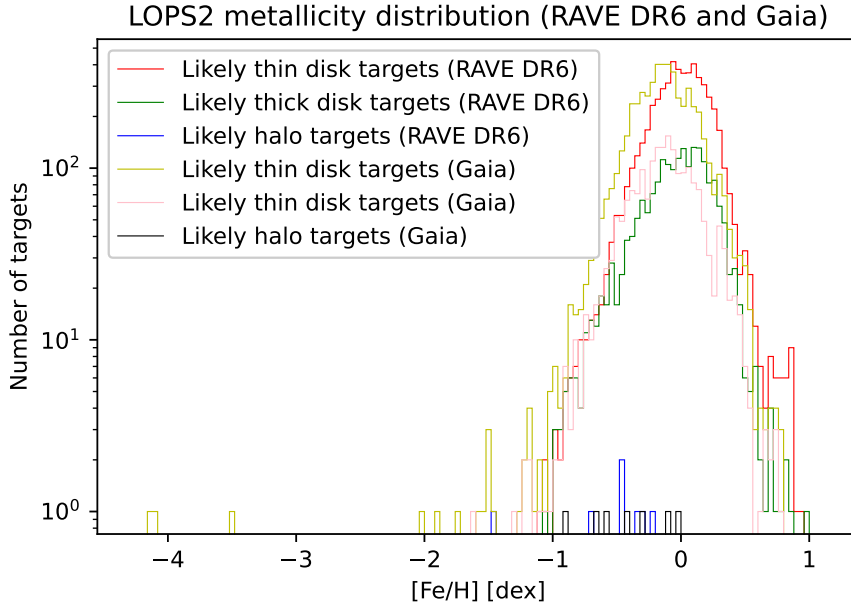 LOPS2 metallicity distribution (RAVE DR6 and Gaia)
Likely thin disk targets (RAVE DR6)
Likely thick disk targets (RAVE DR6)
Likely halo targets (RAVE DR6)
Likely thin disk targets (Gaia)
Likely thin disk targets (Gaia)
Likely halo targets (Gaia)
Number of targets
10²
10¹
10⁰
−4 −3 −2 −1 0 1
[Fe/H] [dex]